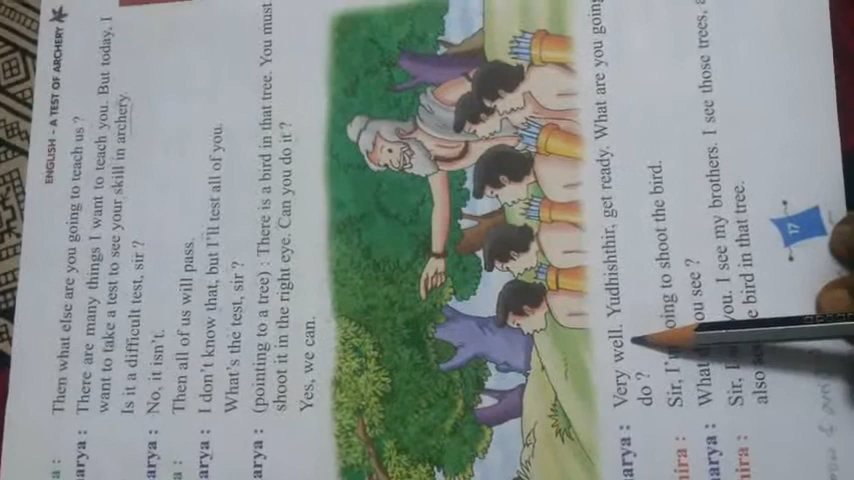 ENGLISH - A TEST OF ARCHERY
a : Then what else are you going to teach us ?
arya : There are many things I want to teach you. But today, I
want to take a test to see your skill in archery.
Is it a difficult test, sir ?
arya : No, it isn't.
a : Then all of us will pass.
arya : I don't know that, but I'll test all of you.
What's the test, sir ?
arya : (pointing to a tree) : There is a bird in that tree. You must
shoot it in the right eye. Can you do it ?
Yes, we can.
arya : Very well. Yudhishthir, get ready. What are you going
do ?
hira : Sir, I'm going to shoot the bird.
arya : What you see ?
hira : Sir, I you. I see my brothers. I see those trees,
also bird in that tree.
17